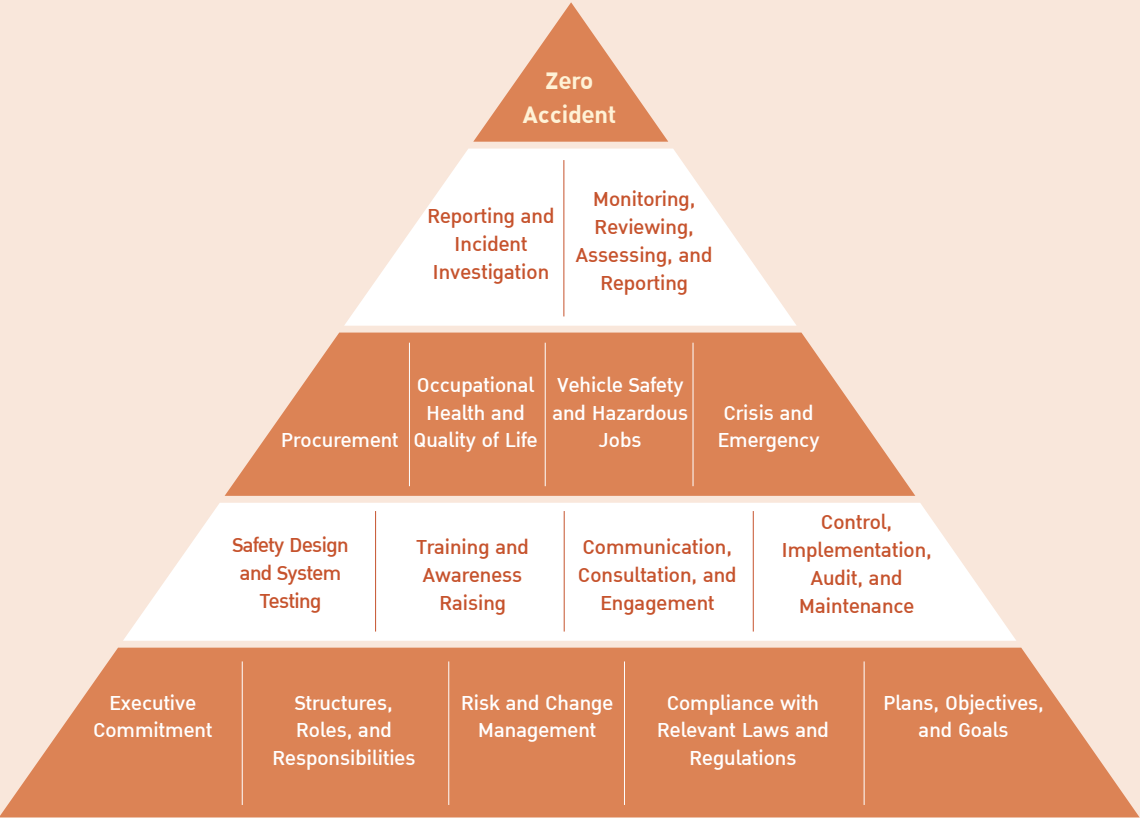 Zero
Accident
Reporting and
Incident
Investigation
Monitoring,
Reviewing,
Assessing, and
Reporting
Procurement
Occupational
Health and
Quality of Life
Vehicle Safety
and Hazardous
Jobs
Crisis and
Emergency
Safety Design
and System
Testing
Training and
Awareness
Raising
Communication,
Consultation, and
Engagement
Control,
Implementation,
Audit, and
Maintenance
Executive
Commitment
Structures,
Roles, and
Responsibilities
Risk and Change
Management
Compliance with
Relevant Laws and
Regulations
Plans, Objectives,
and Goals